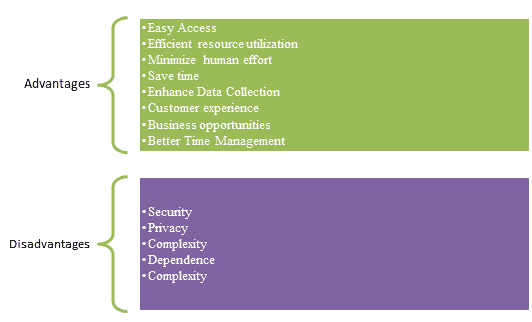 Advantages
•Easy Access
•Efficient resource utilization
•Minimize human effort
•Save time
•Enhance Data Collection
•Customer experience
•Business opportunities
•Better Time Management
Disadvantages
•Security
•Privacy
•Complexity
•Dependence
•Complexity